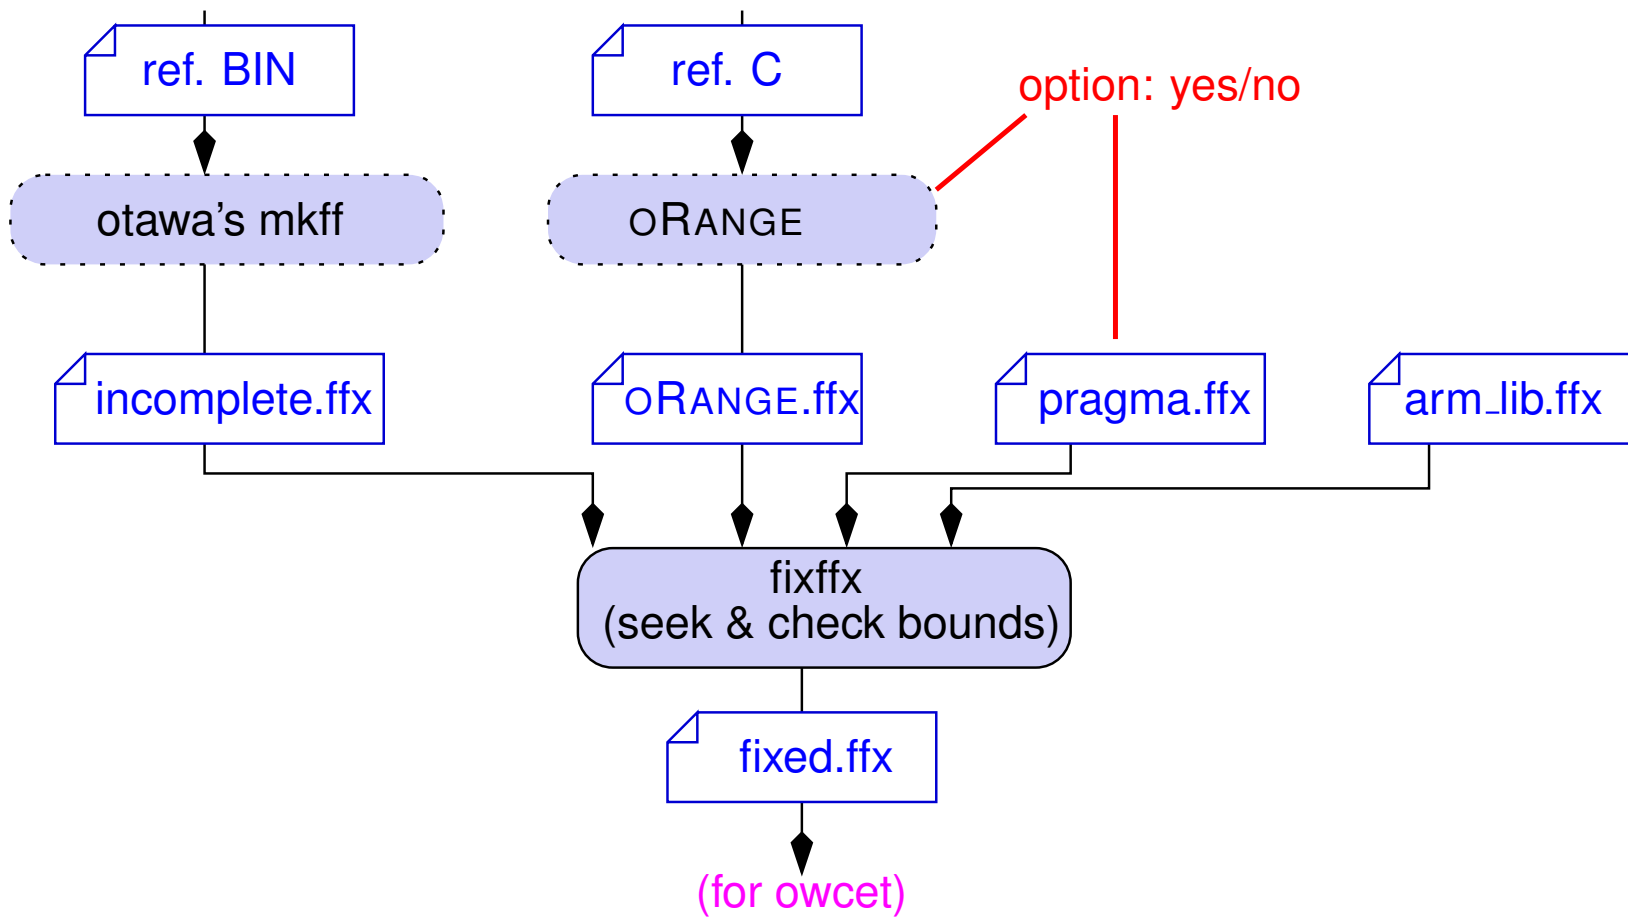 ref. BIN
ref. C
option: yes/no
otawa's mkff
oRANGE
incomplete.ffx
oRANGE.ffx
pragma.ffx
arm_lib.ffx
fixffx
(seek & check bounds)
fixed.ffx
(for owcet)